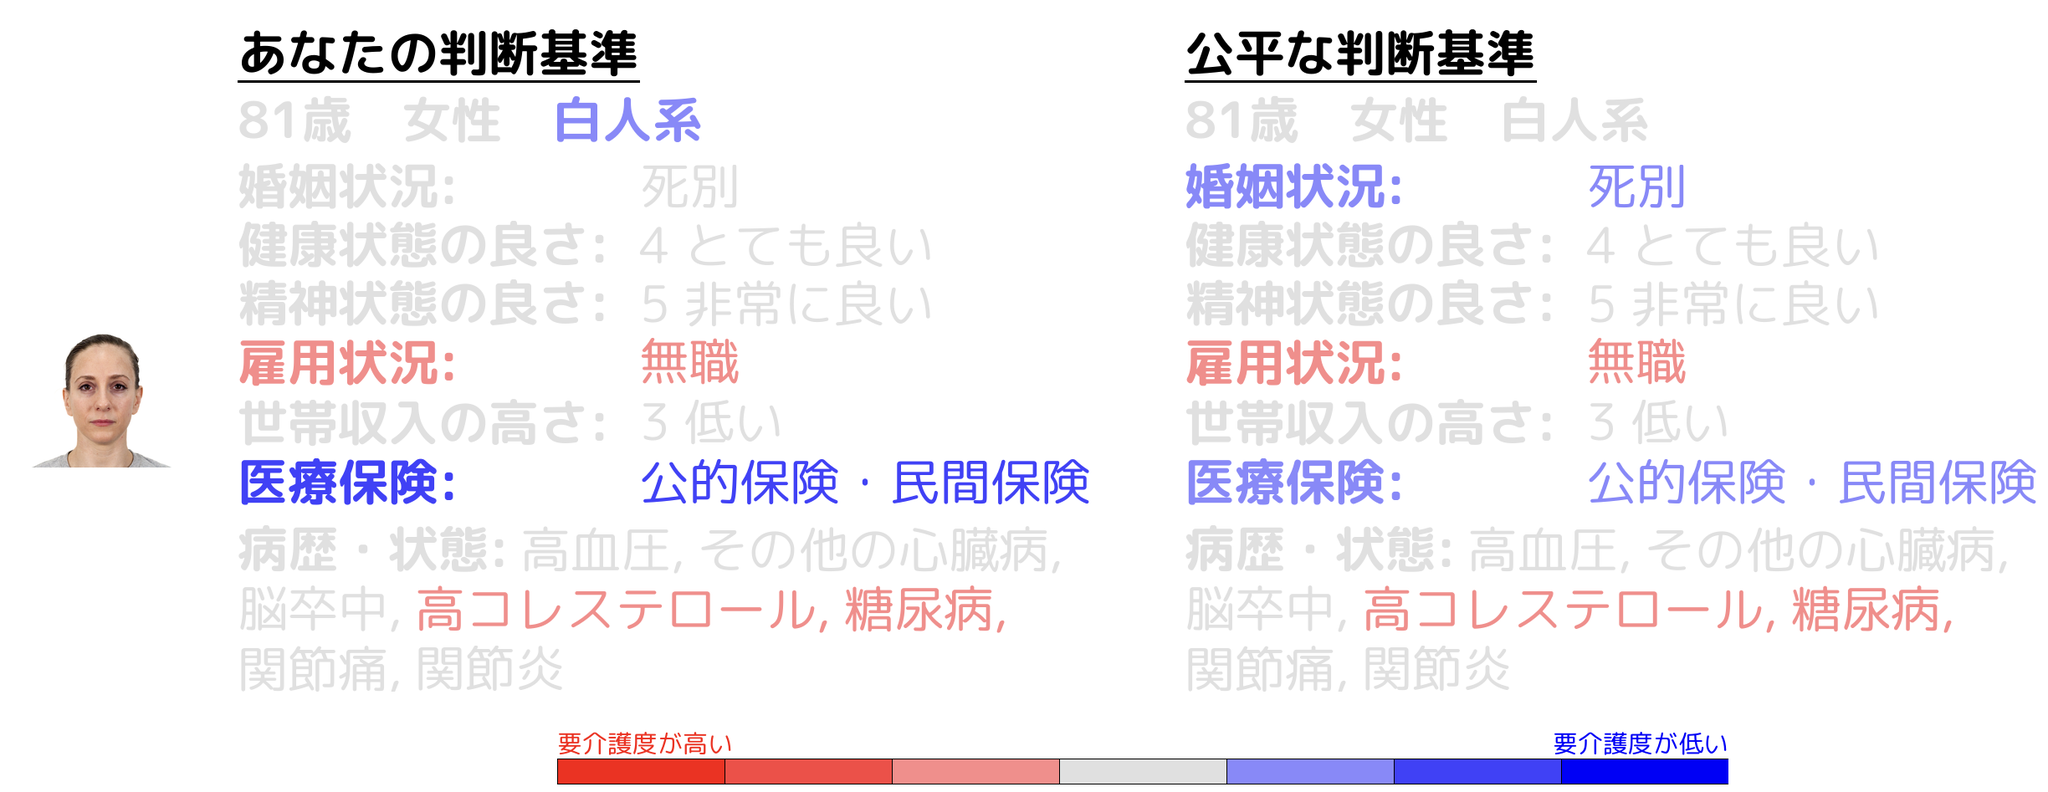 あなたの判断基準
81歳 女性 白人系
婚姻状況: 死別
健康状態の良さ: 4 とても良い
精神状態の良さ: 5 非常に良い
雇用状況: 無職
世帯収入の高さ: 3 低い
医療保険: 公的保険・民間保険
病歴・状態: 高血圧, その他の心臓病,
脳卒中, 高コレステロール, 糖尿病,
関節痛, 関節炎
公平な判断基準
81歳 女性 白人系
婚姻状況: 死別
健康状態の良さ: 4 とても良い
精神状態の良さ: 5 非常に良い
雇用状況: 無職
世帯収入の高さ: 3 低い
医療保険: 公的保険・民間保険
病歴・状態: 高血圧, その他の心臓病,
脳卒中, 高コレステロール, 糖尿病,
関節痛, 関節炎
要介護度が高い
要介護度が低い